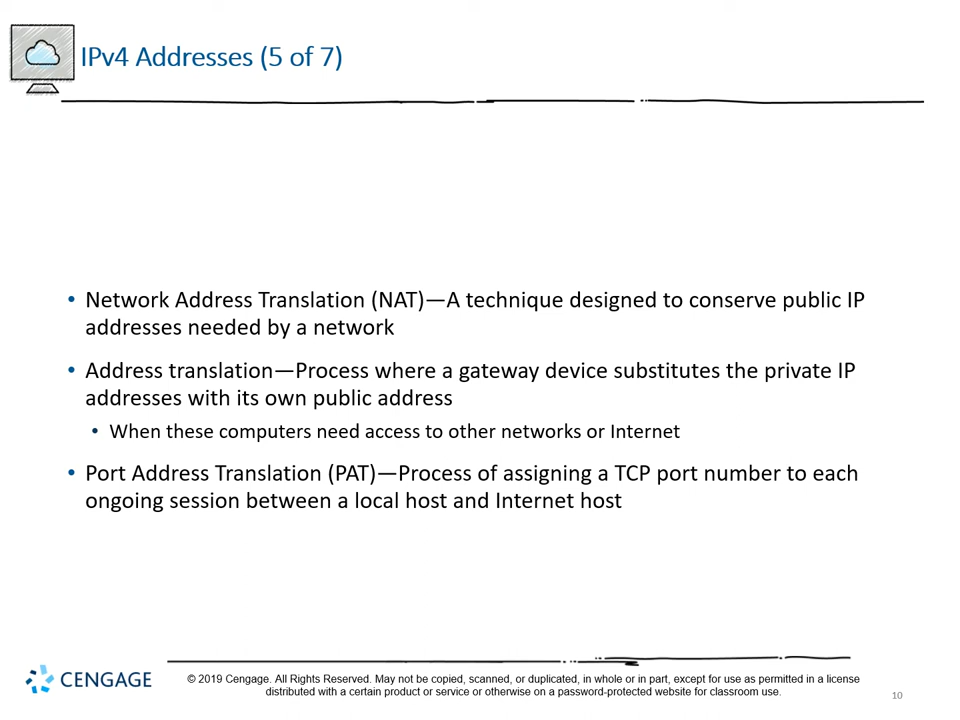 IPv4 Addresses (5 of 7)
• Network Address Translation (NAT)—A technique designed to conserve public IP
addresses needed by a network
• Address translation—Process where a gateway device substitutes the private IP
addresses with its own public address
• When these computers need access to other networks or Internet
• Port Address Translation (PAT)—Process of assigning a TCP port number to each
ongoing session between a local host and Internet host
CENGAGE
© 2019 Cengage. All Rights Reserved. May not be copied, scanned, or duplicated, in whole or in part, except for use as permitted in a license
distributed with a certain product or service or otherwise on a password-protected website for classroom use.
10